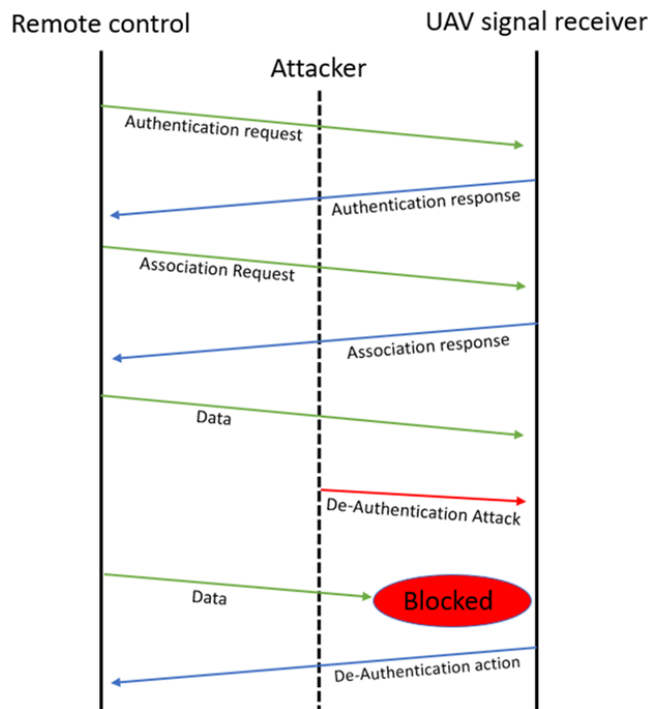 Remote control
UAV signal receiver
Attacker
Authentication request
Authentication response
Association Request
Association response
Data
De-Authentication Attack
Data
Blocked
De-Authentication action